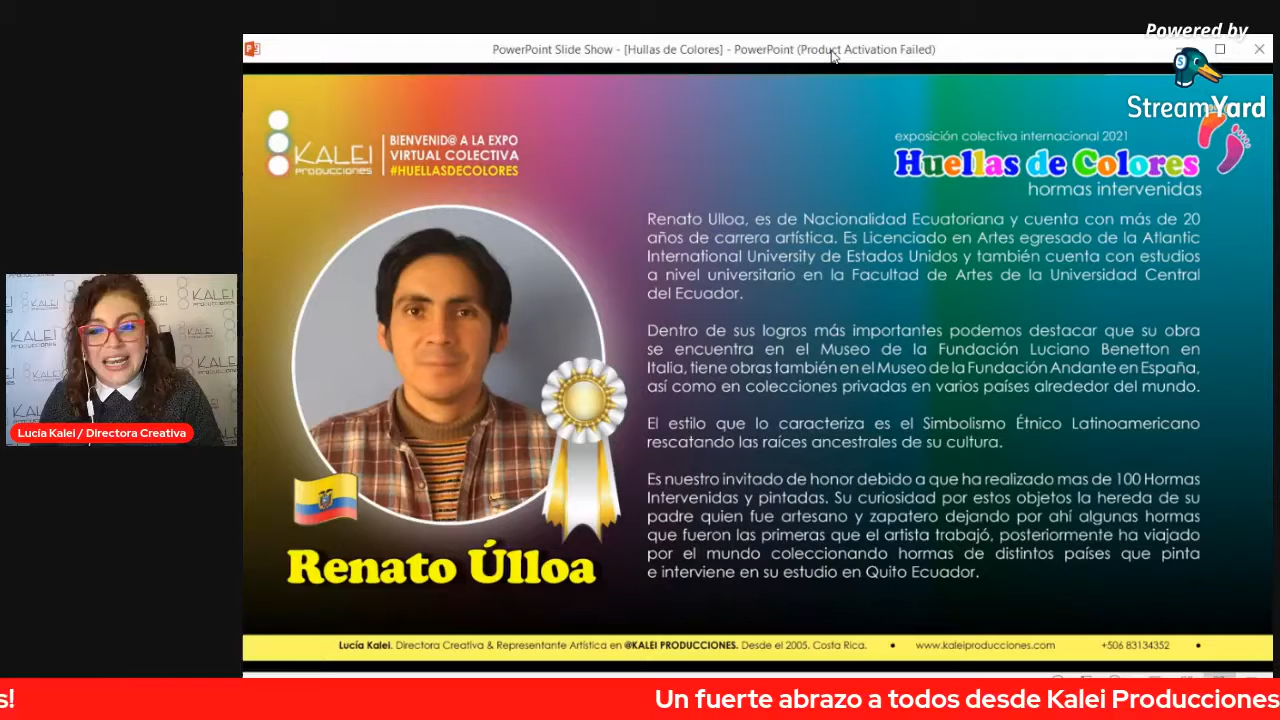 Powered by
StreamYard
PowerPoint Slide Show - [Hullas de Colores] - PowerPoint (Product Activation Failed)
KALEI
PRODUCCIONES
BIENVENID@ A LA EXPO
VIRTUAL COLECTIVA
#HUELLASDECOLORES
exposición colectiva internacional 2021
Huellas de Colores
hormas intervenidas
Renato Ulloa, es de Nacionalidad Ecuatoriana y cuenta con más de 20
años de carrera artística. Es Licenciado en Artes egresado de la Atlantic
International University de Estados Unidos y también cuenta con estudios
a nivel universitario en la Facultad de Artes de la Universidad Central
del Ecuador.
Dentro de sus logros más importantes podemos destacar que su obra
se encuentra en el Museo de la Fundación Luciano Benetton en
Italia, tiene obras también en el Museo de la Fundación Andante en España,
así como en colecciones privadas en varios países alrededor del mundo.
El estilo que lo caracteriza es el Simbolismo Étnico Latinoamericano
rescatando las raíces ancestrales de su cultura.
Es nuestro invitado de honor debido a que ha realizado mas de 100 Hormas
Intervenidas y pintadas. Su curiosidad por estos objetos la hereda de su
padre quien fue artesano y zapatero dejando por ahí algunas hormas
que fueron las primeras que el artista trabajó, posteriormente ha viajado
por el mundo coleccionando hormas de distintos países que pinta
e interviene en su estudio en Quito Ecuador.
Renato Úlloa
Lucía Kalei / Directora Creativa
Lucía Kalei. Directora Creativa & Representante Artística en @KALEI PRODUCCIONES. Desde el 2005. Costa Rica. • www.kaleiproducciones.com +506 83134352 •
s! Un fuerte abrazo a todos desde Kalei Producciones